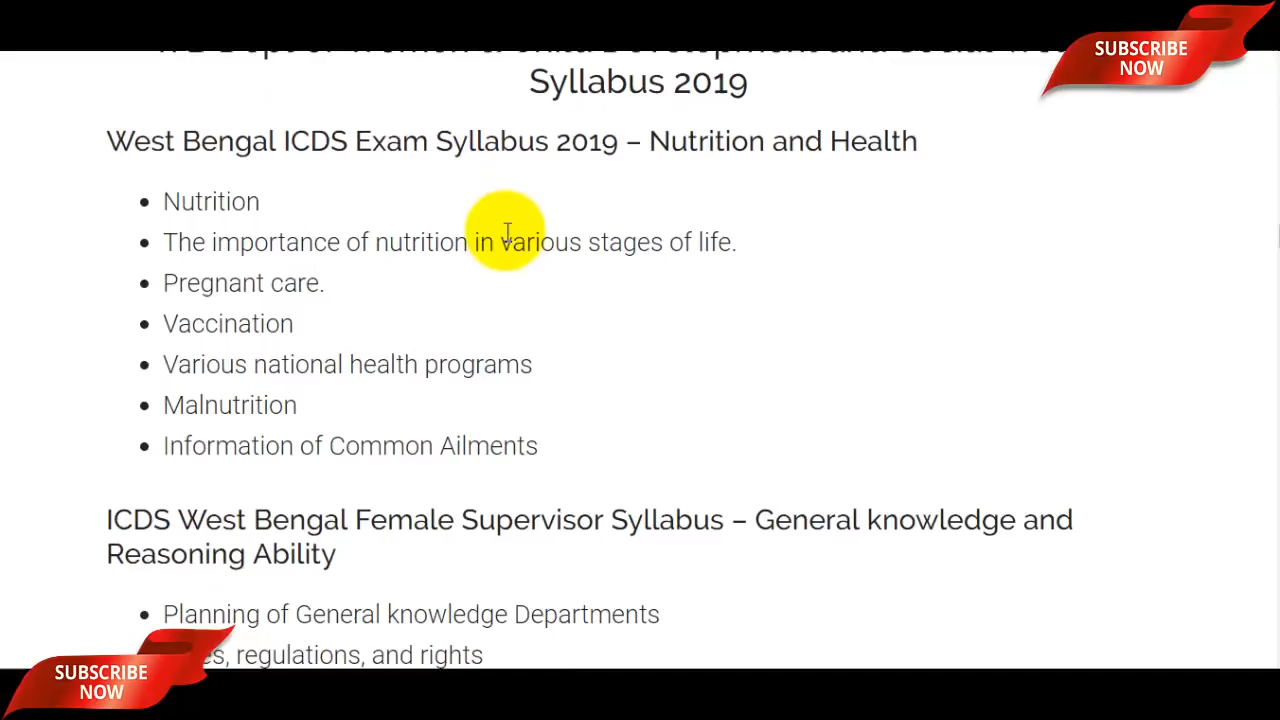 SUBSCRIBE
NOW
Syllabus 2019
West Bengal ICDS Exam Syllabus 2019 – Nutrition and Health
• Nutrition
• The importance of nutrition in various stages of life.
• Pregnant care.
• Vaccination
• Various national health programs
• Malnutrition
• Information of Common Ailments
ICDS West Bengal Female Supervisor Syllabus – General knowledge and
Reasoning Ability
• Planning of General knowledge Departments
regulations, and rights
SUBSCRIBE
NOW